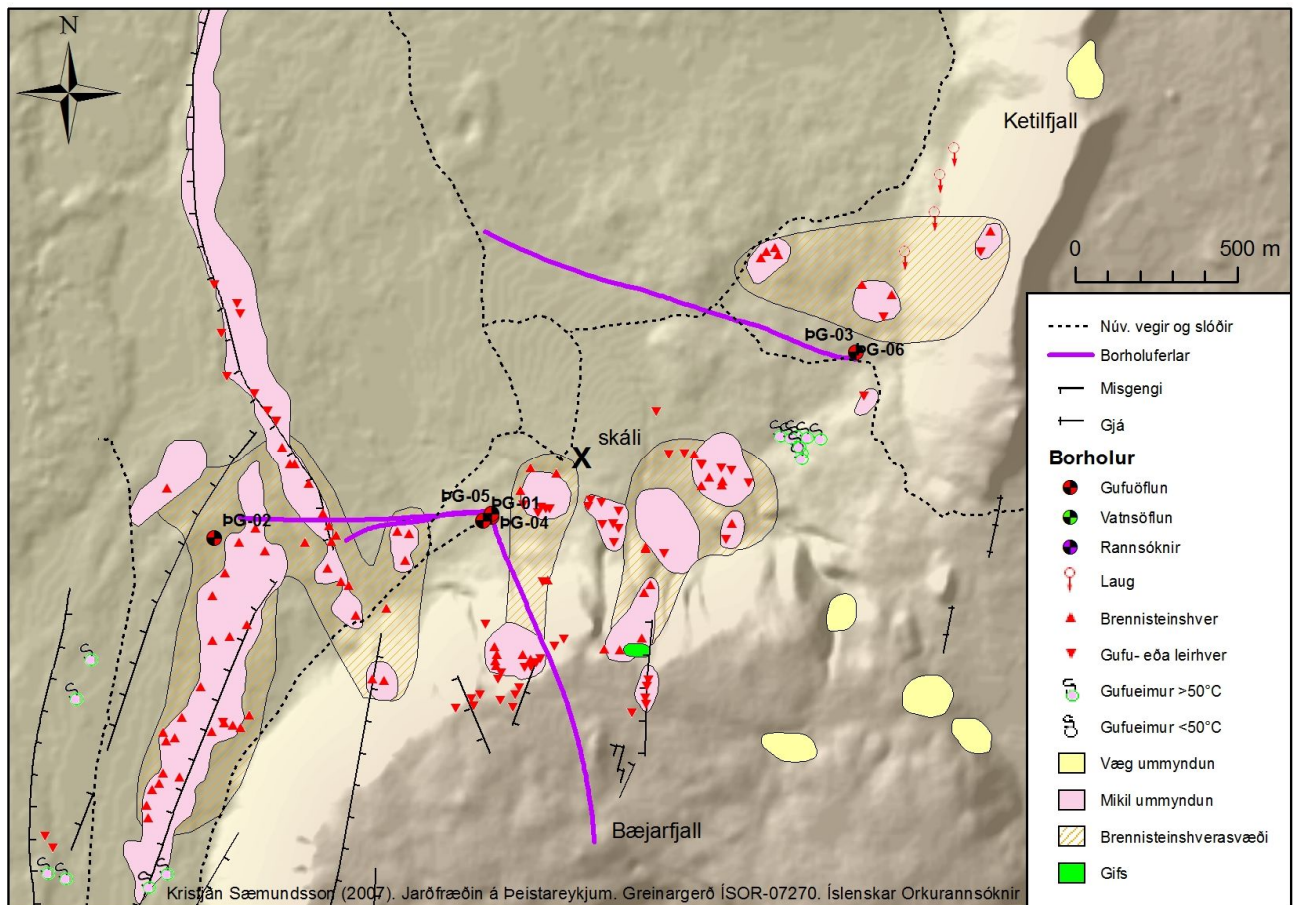 N
Ketilfjall
0 500 m
ÞG-03
ÞG-06
skáli
X
ÞG-05
ÞG-01
ÞG-02
ÞG-04
Bæjarfjall
Núv. vegir og slóðir
Borholuferlar
Misgengi
Gjá
Borholur
Gufuöflun
Vatnsöflun
Rannsóknir
Laug
Brennisteinshver
Gufu- eða leirhver
Gufueimur >50°C
Gufueimur <50°C
Væg ummyndun
Mikil ummyndun
Brennisteinshverasvæði
Gifs
Kristján Sæmundsson (2007). Jarðfræðin á Þeistareykjum. Greinargerð ÍSOR-07270. Íslenskar Orkurannsóknir